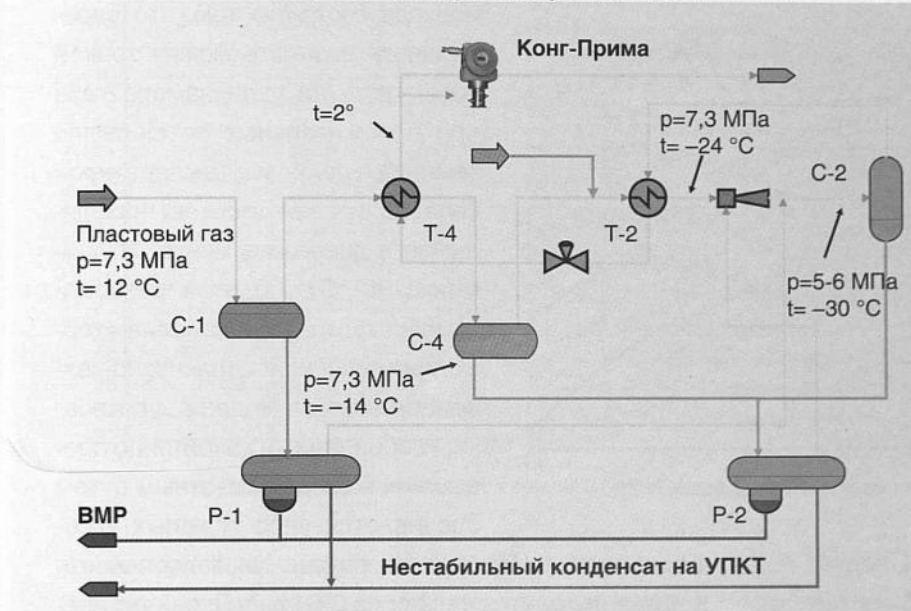 Конг-Прима
t=2°
p=7,3 МПа
t= –24 °C
C-2
Пластовый газ
p=7,3 МПа
t= 12 °C
T-4
T-2
p=5-6 МПа
t= –30 °C
C-1
C-4
p=7,3 МПа
t= –14 °C
P-1
P-2
ВМР
Нестабильный конденсат на УПКТ